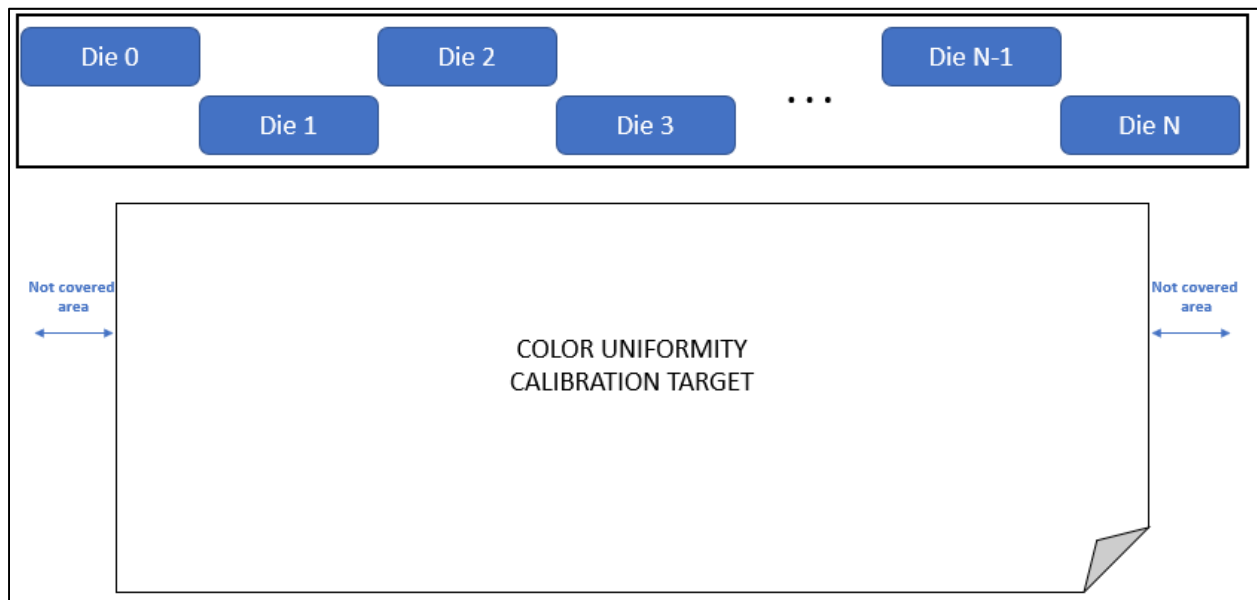 Die 0
Die 2
Die N-1
Die 1
Die 3
...
Die N
Not covered
area
Not covered
area
COLOR UNIFORMITY
CALIBRATION TARGET